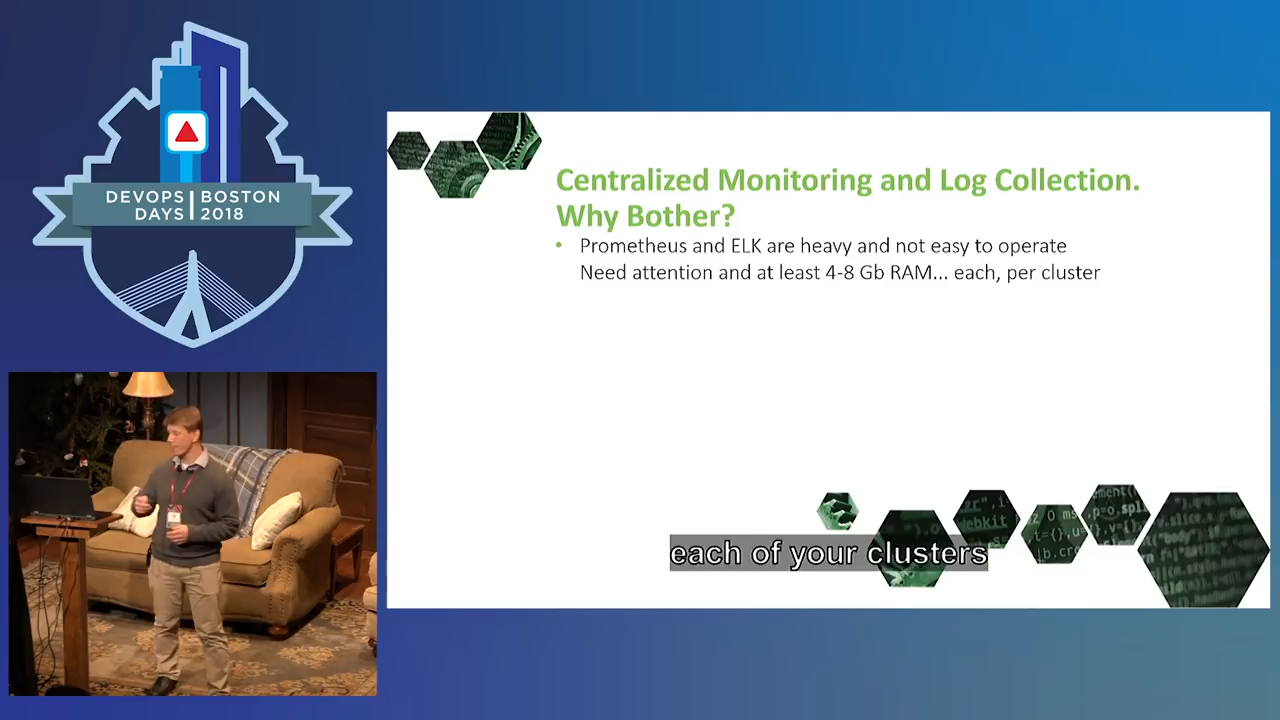 DEVOPS BOSTON
DAYS 2018
Centralized Monitoring and Log Collection.
Why Bother?
• Prometheus and ELK are heavy and not easy to operate
Need attention and at least 4-8 Gb RAM... each, per cluster
each of your clusters